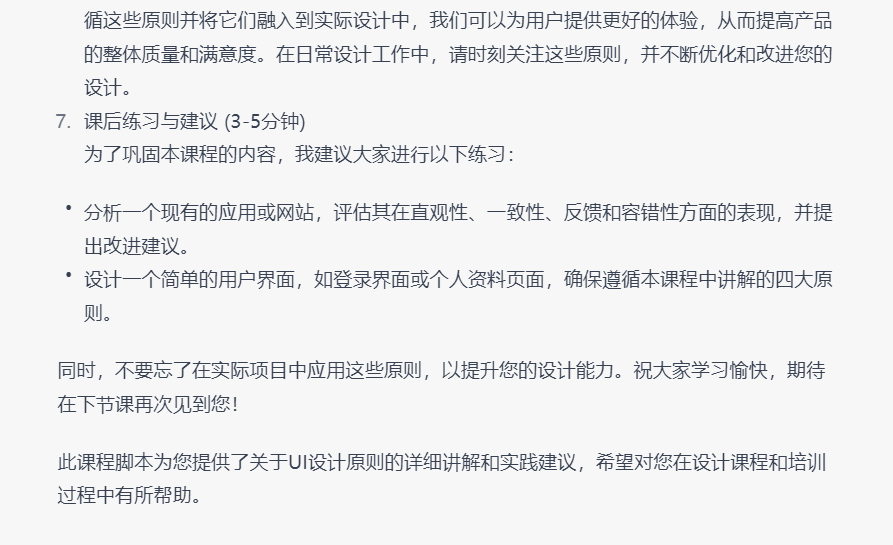 循这些原则并将它们融入到实际设计中，我们可以为用户提供更好的体验，从而提高产品
的整体质量和满意度。在日常设计工作中，请时刻关注这些原则，并不断优化和改进您的
设计。
7. 课后练习与建议 (3-5分钟)
为了巩固本课程的内容，我建议大家进行以下练习：
• 分析一个现有的应用或网站，评估其在直观性、一致性、反馈和容错性方面的表现，并提
出改进建议。
• 设计一个简单的用户界面，如登录界面或个人资料页面，确保遵循本课程中讲解的四大原
则。
同时，不要忘了在实际项目中应用这些原则，以提升您的设计能力。祝大家学习愉快，期待
在下节课再次见到您！
此课程脚本为您提供了关于UI设计原则的详细讲解和实践建议，希望对您在设计课程和培训
过程中有所帮助。